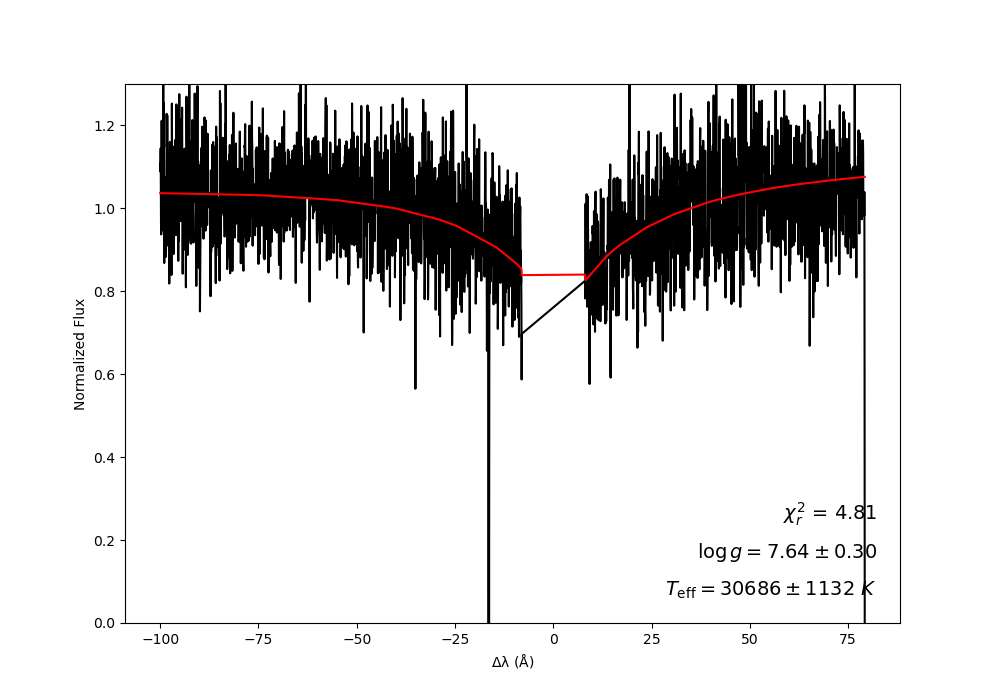 1.2
1.0
0.8
0.6
0.4
0.2
0.0
Normalized Flux
χ²ᵣ = 4.81
log g = 7.64 ± 0.30
T_eff = 30686 ± 1132 K
−100 −75 −50 −25 0 25 50 75
Δλ (Å)